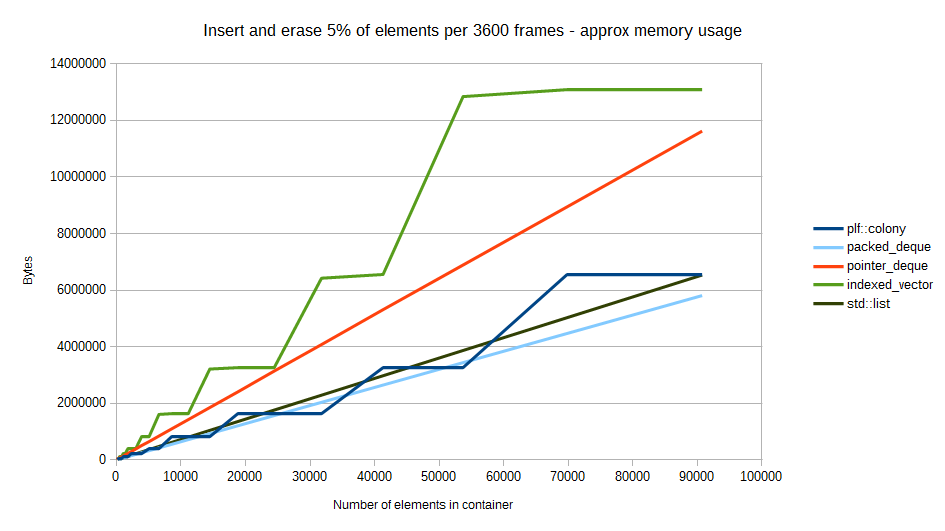 Insert and erase 5% of elements per 3600 frames - approx memory usage
14000000
12000000
10000000
8000000
6000000
4000000
2000000
0
Bytes
0 10000 20000 30000 40000 50000 60000 70000 80000 90000 100000
Number of elements in container
plf::colony
packed_deque
pointer_deque
indexed_vector
std::list